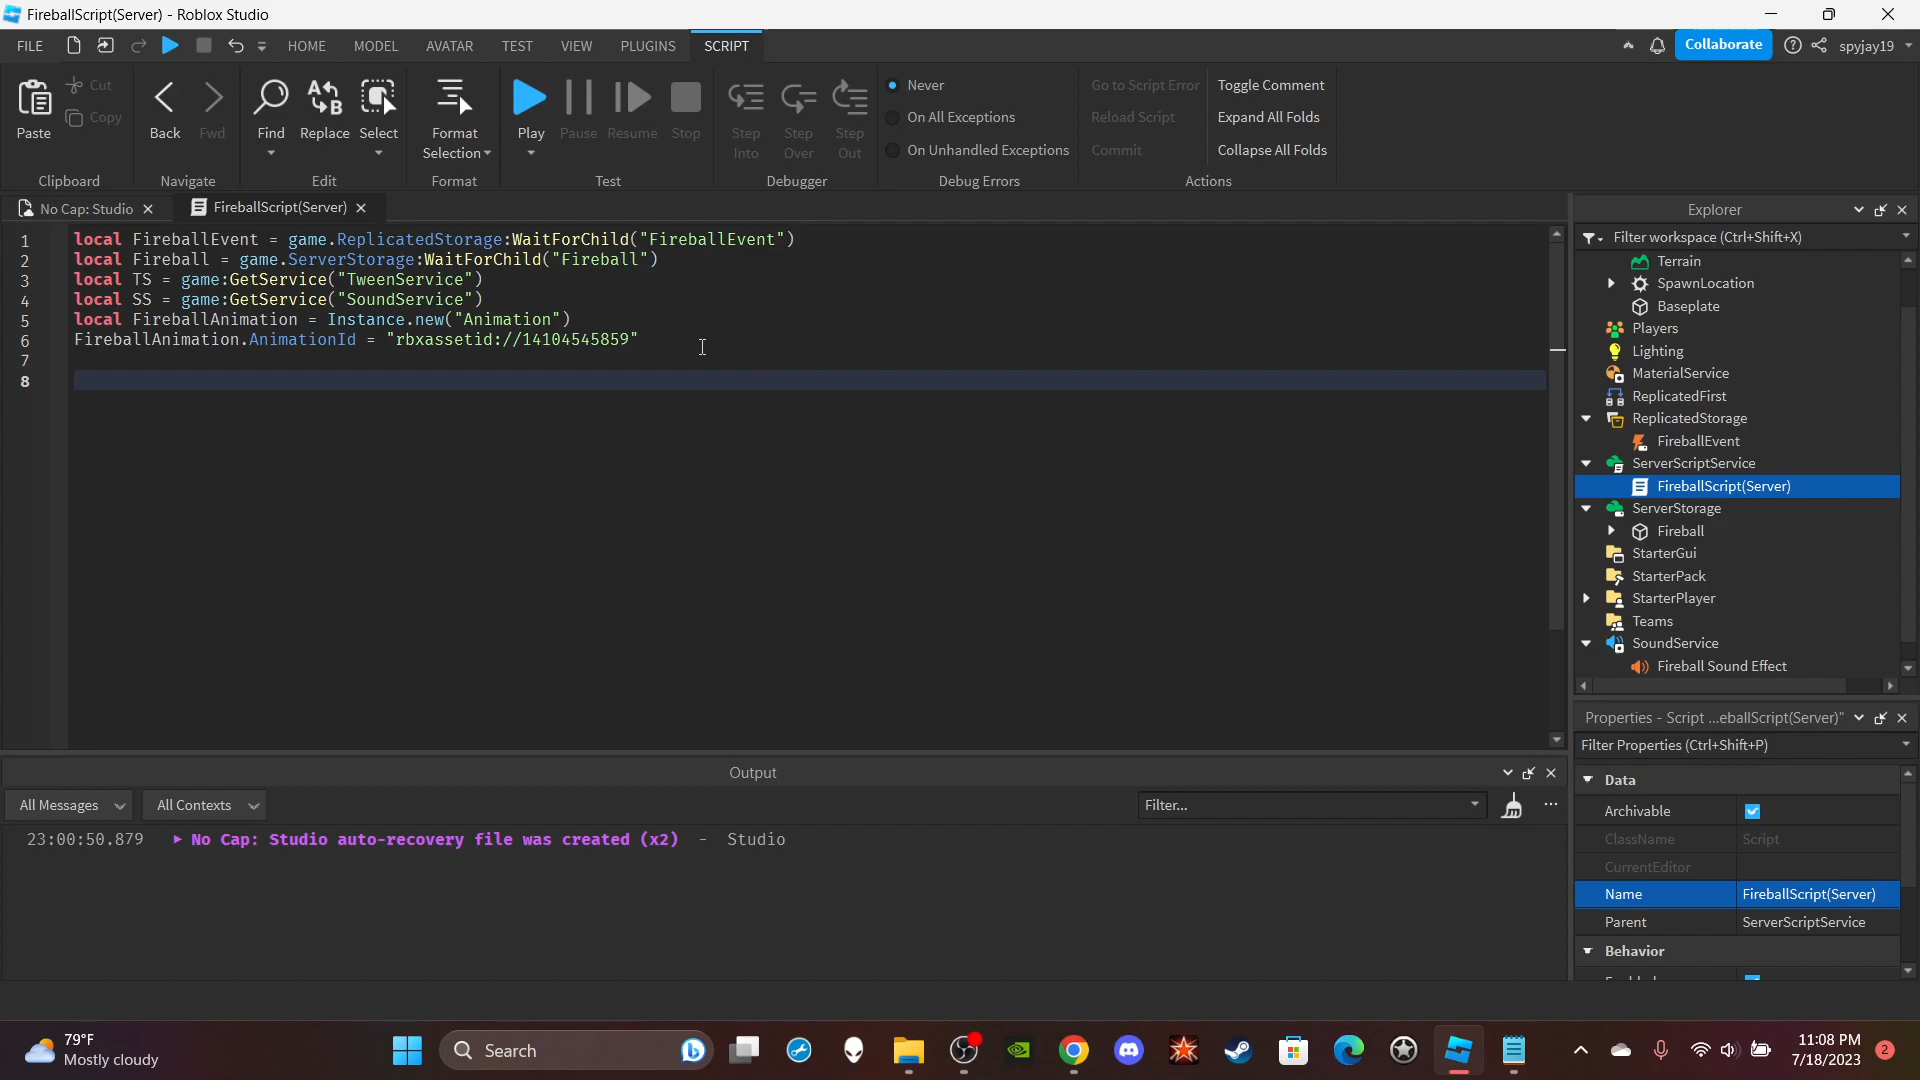 FireballScript(Server) - Roblox Studio
FILE HOME MODEL AVATAR TEST VIEW PLUGINS SCRIPT Collaborate spyjay19
Paste Cut Copy Back Fwd Find Replace Select Format Selection Play Pause Resume Stop Step Into Step Over Step Out
Never
On All Exceptions
On Unhandled Exceptions
Go to Script Error
Reload Script
Commit
Toggle Comment
Expand All Folds
Collapse All Folds
Clipboard Navigate Edit Format Test Debugger Debug Errors Actions
No Cap: Studio FireballScript(Server)
1 local FireballEvent = game.ReplicatedStorage:WaitForChild("FireballEvent")
2 local Fireball = game.ServerStorage:WaitForChild("Fireball")
3 local TS = game:GetService("TweenService")
4 local SS = game:GetService("SoundService")
5 local FireballAnimation = Instance.new("Animation")
6 FireballAnimation.AnimationId = "rbxassetid://14104545859"
7
8
Explorer
Filter workspace (Ctrl+Shift+X)
Terrain
SpawnLocation
Baseplate
Players
Lighting
MaterialService
ReplicatedFirst
ReplicatedStorage
FireballEvent
ServerScriptService
FireballScript(Server)
ServerStorage
Fireball
StarterGui
StarterPack
StarterPlayer
Teams
SoundService
Fireball Sound Effect
Properties - Script ...eballScript(Server)"
Filter Properties (Ctrl+Shift+P)
Data
Archivable
ClassName Script
CurrentEditor
Name FireballScript(Server)
Parent ServerScriptService
Behavior
Output
All Messages All Contexts Filter...
23:00:50.879 No Cap: Studio auto-recovery file was created (x2) - Studio
79°F
Mostly cloudy
Search
11:08 PM
7/18/2023
2